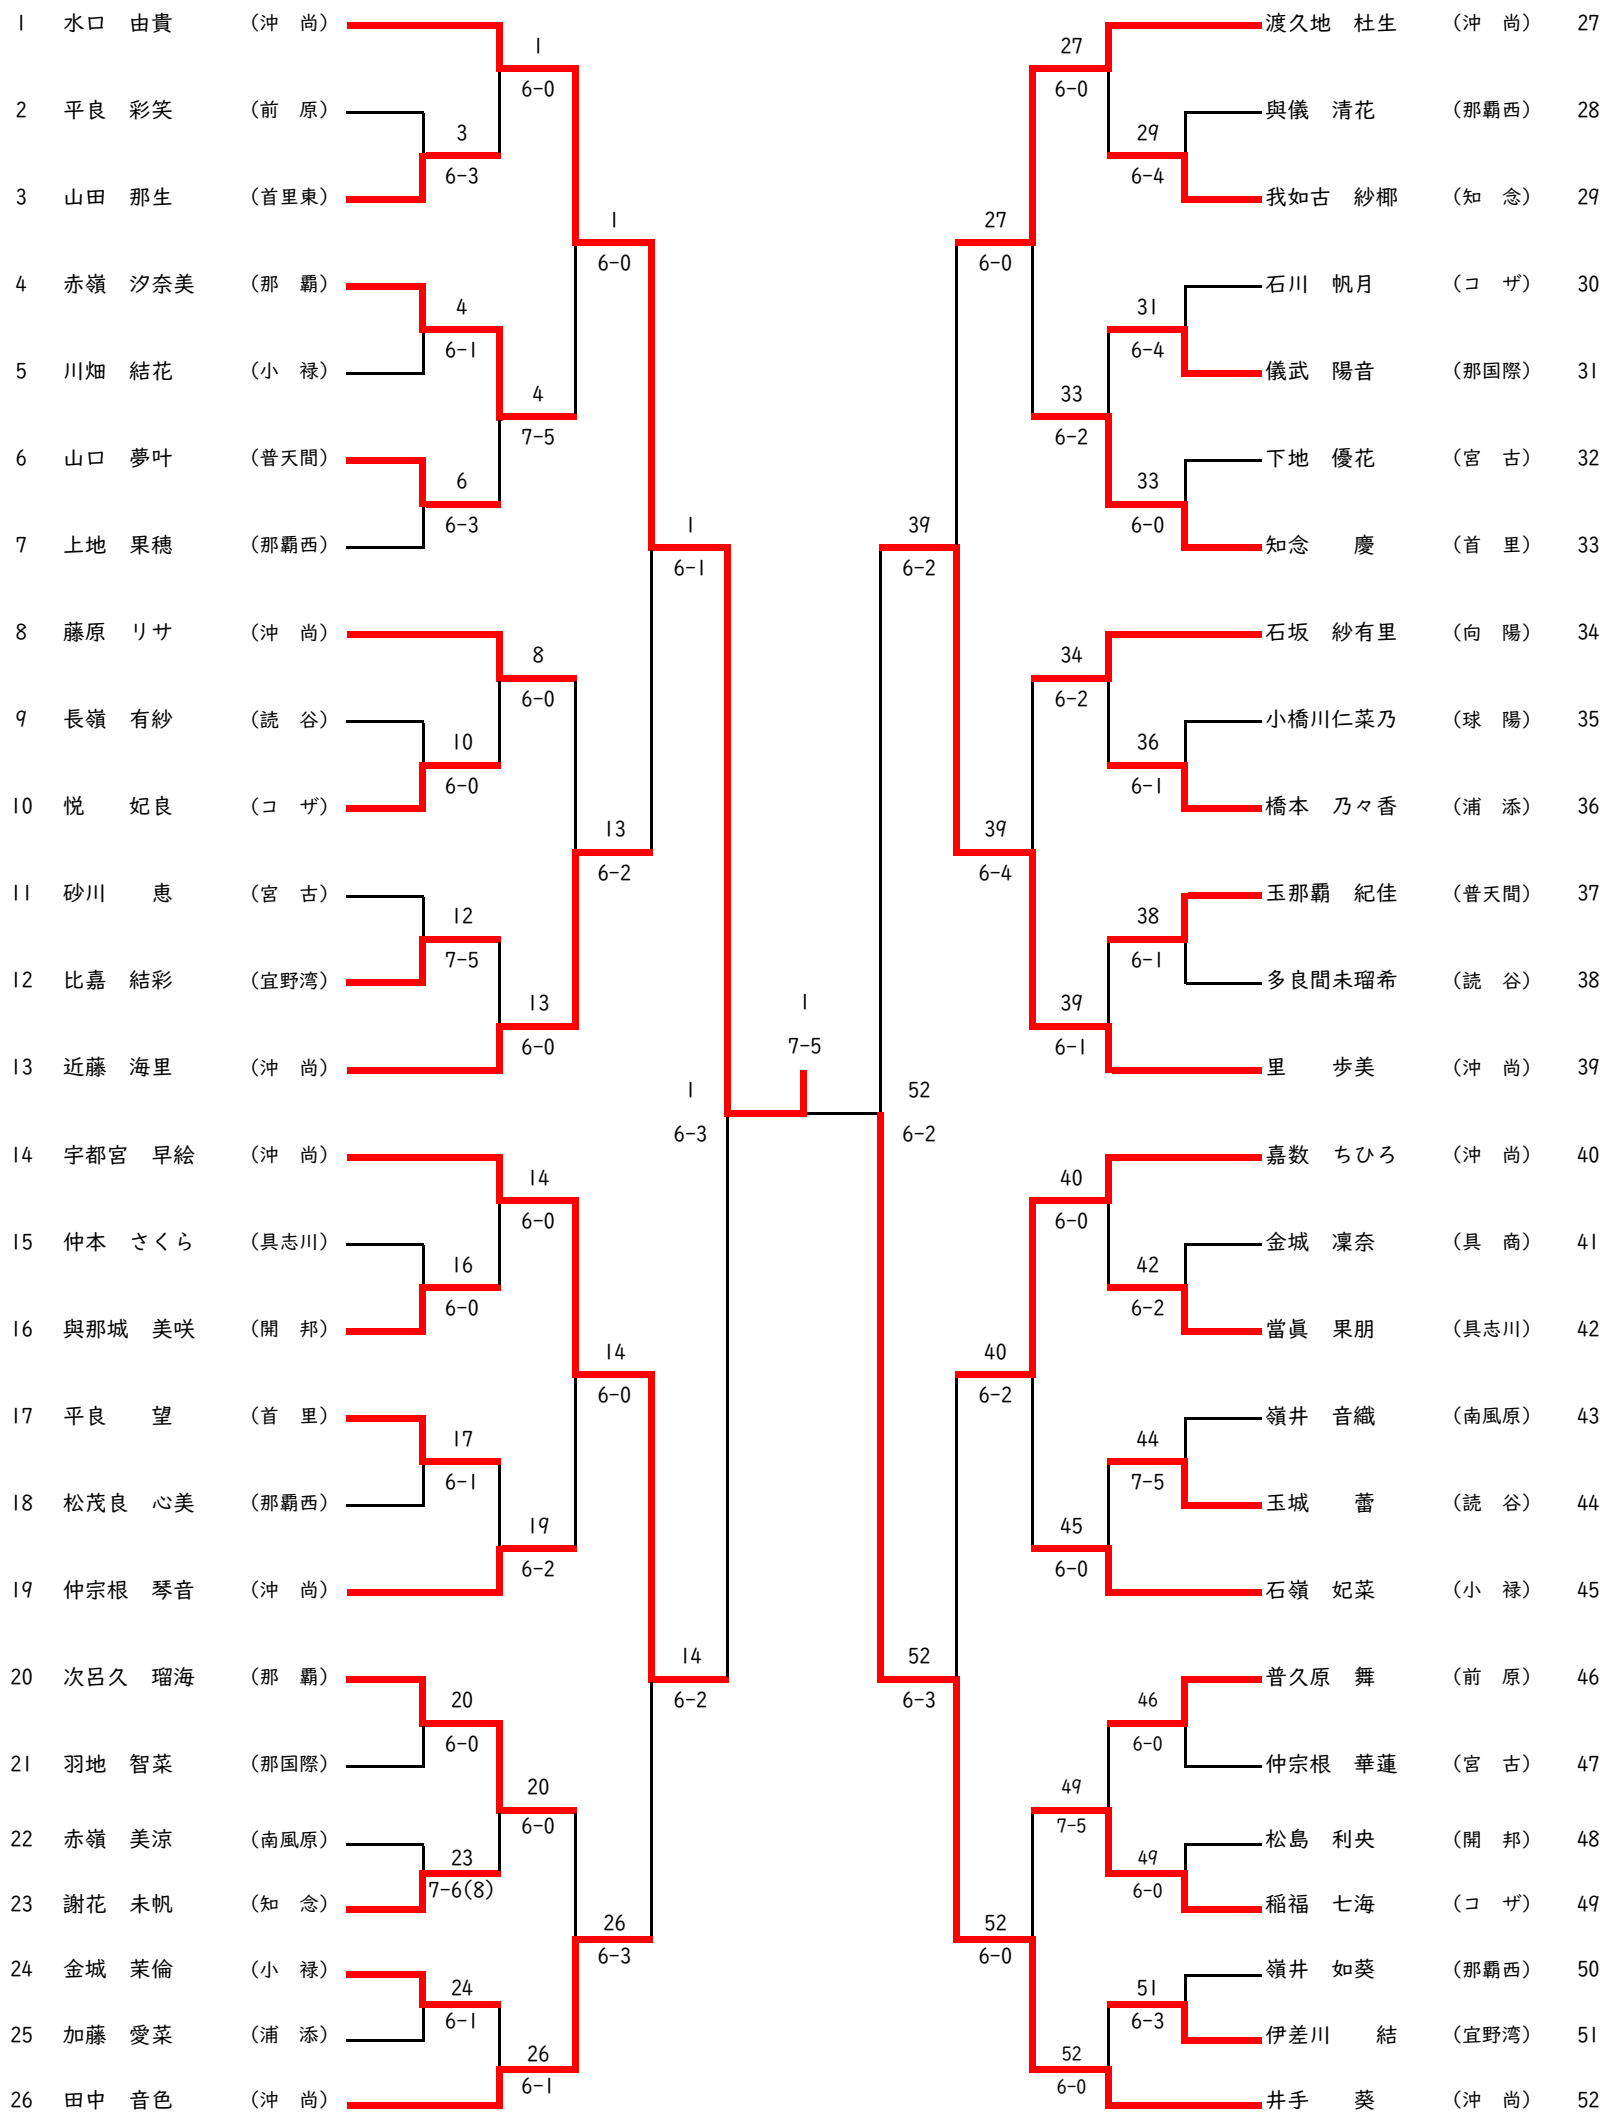 1 水口　由貴 （沖　尚） 渡久地　杜生 （沖　尚） 27
1 27
6-0 6-0
2 平良　彩笑 （前　原） 與儀　清花 （那覇西） 28
3 29
6-3 6-4
3 山田　那生 （首里東） 我如古　紗椰 （知　念） 29
1 27
6-0 6-0
4 赤嶺　汐奈美 （那　覇） 石川　帆月 （コ　ザ） 30
4 31
6-1 6-4
5 川畑　結花 （小　禄） 儀武　陽音 （那国際） 31
4 33
7-5 6-2
6 山口　夢叶 （普天間） 下地　優花 （宮　古） 32
6 33
6-3 6-0
7 上地　果穂 （那覇西） 知念　　慶 （首　里） 33
1 39
6-1 6-2
8 藤原　リサ （沖　尚） 石坂　紗有里 （向　陽） 34
8 34
6-0 6-2
9 長嶺　有紗 （読　谷） 小橋川仁菜乃 （球　陽） 35
10 36
6-0 6-1
10 悦　　妃良 （コ　ザ） 橋本　乃々香 （浦　添） 36
13 39
6-2 6-4
11 砂川　　恵 （宮　古） 玉那覇　紀佳 （普天間） 37
12 38
7-5 6-1
12 比嘉　結彩 （宜野湾） 多良間未瑠希 （読　谷） 38
13 1 39
6-0 7-5 6-1
13 近藤　海里 （沖　尚） 里　　歩美 （沖　尚） 39
1 52
6-3 6-2
14 宇都宮　早絵 （沖　尚） 嘉数　ちひろ （沖　尚） 40
14 40
6-0 6-0
15 仲本　さくら （具志川） 金城　凜奈 （具　商） 41
16 42
6-0 6-2
16 與那城　美咲 （開　邦） 當眞　果朋 （具志川） 42
14 40
6-0 6-2
17 平良　　望 （首　里） 嶺井　音織 （南風原） 43
17 44
6-1 7-5
18 松茂良　心美 （那覇西） 玉城　　蕾 （読　谷） 44
19 45
6-2 6-0
19 仲宗根　琴音 （沖　尚） 石嶺　妃菜 （小　禄） 45
14 52
6-2 6-3
20 次呂久　瑠海 （那　覇） 普久原　舞 （前　原） 46
20 46
6-0 6-0
21 羽地　智菜 （那国際） 仲宗根　華蓮 （宮　古） 47
20 49
6-0 7-5
22 赤嶺　美涼 （南風原） 松島　利央 （開　邦） 48
23 49
7-6(8) 6-0
23 謝花　未帆 （知　念） 稲福　七海 （コ　ザ） 49
26 52
6-3 6-0
24 金城　茉倫 （小　禄） 嶺井　如葵 （那覇西） 50
24 51
6-1 6-3
25 加藤　愛菜 （浦　添） 伊差川　　結 （宜野湾） 51
26 52
6-1 6-0
26 田中　音色 （沖　尚） 井手　　葵 （沖　尚） 52